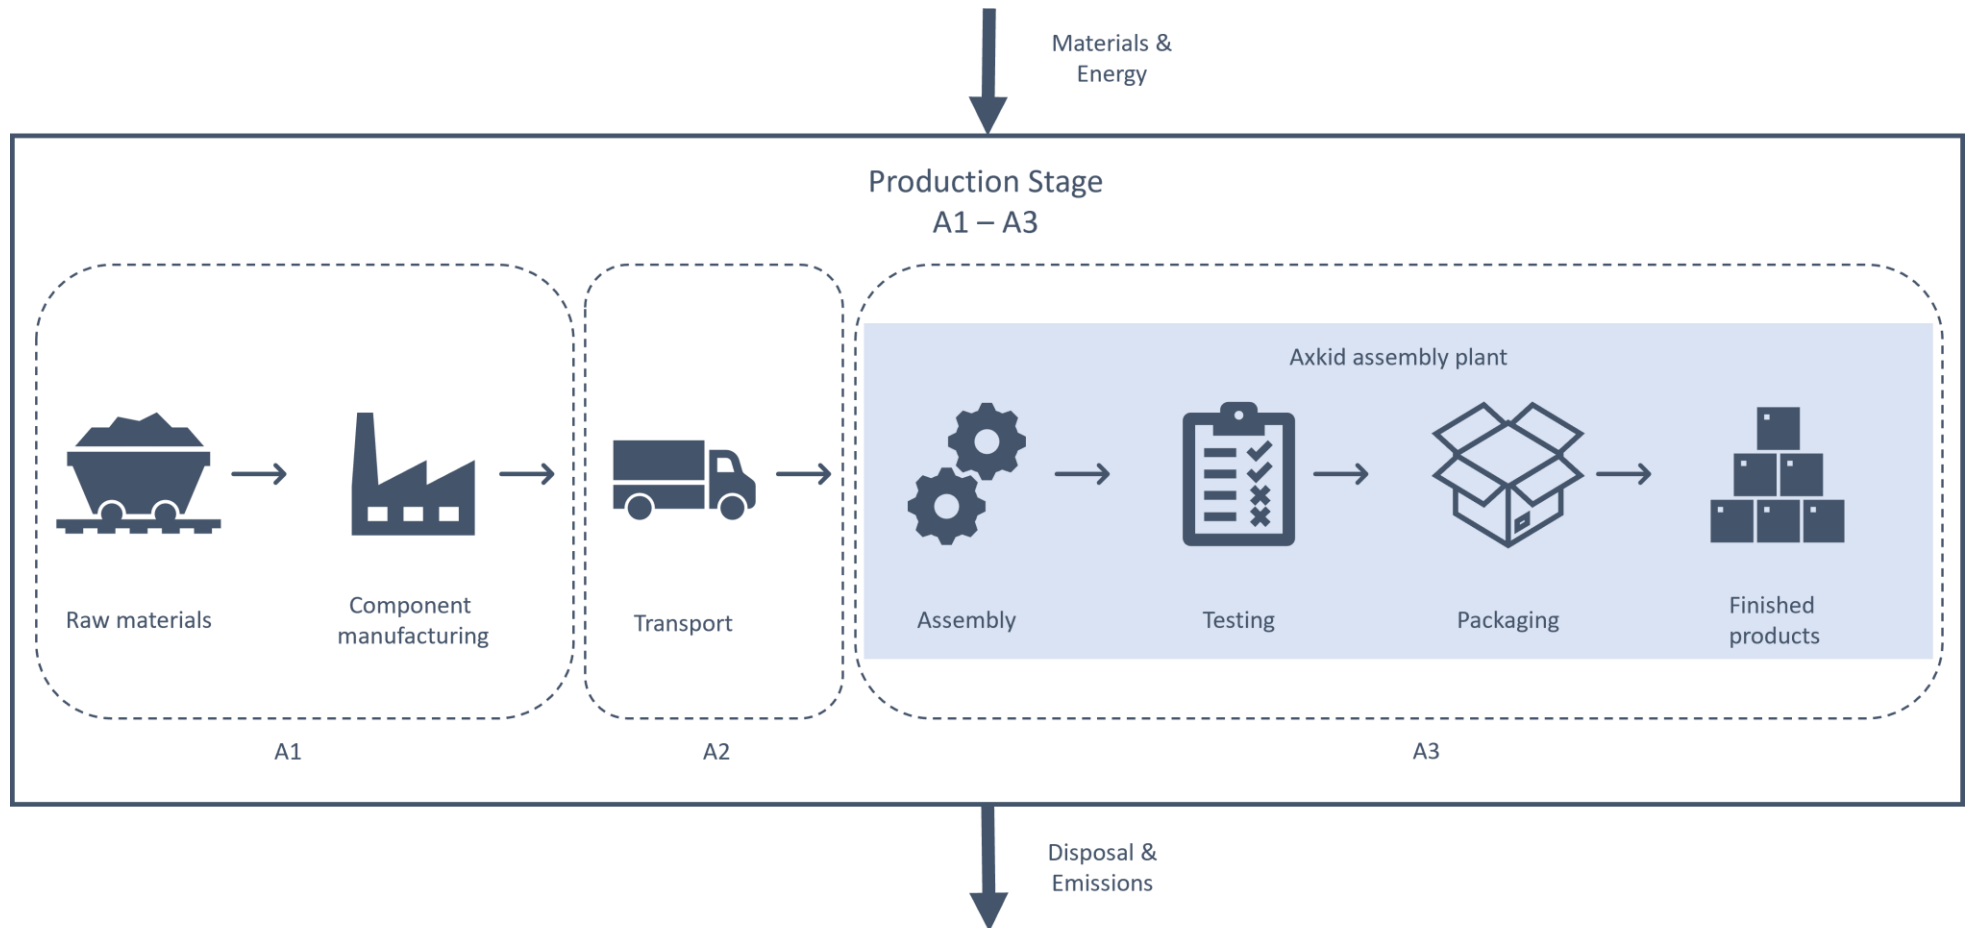 Materials &
Energy
Production Stage
A1 – A3
Axkid assembly plant
Raw materials
Component
manufacturing
Transport
Assembly
Testing
Packaging
Finished
products
A1
A2
A3
Disposal &
Emissions